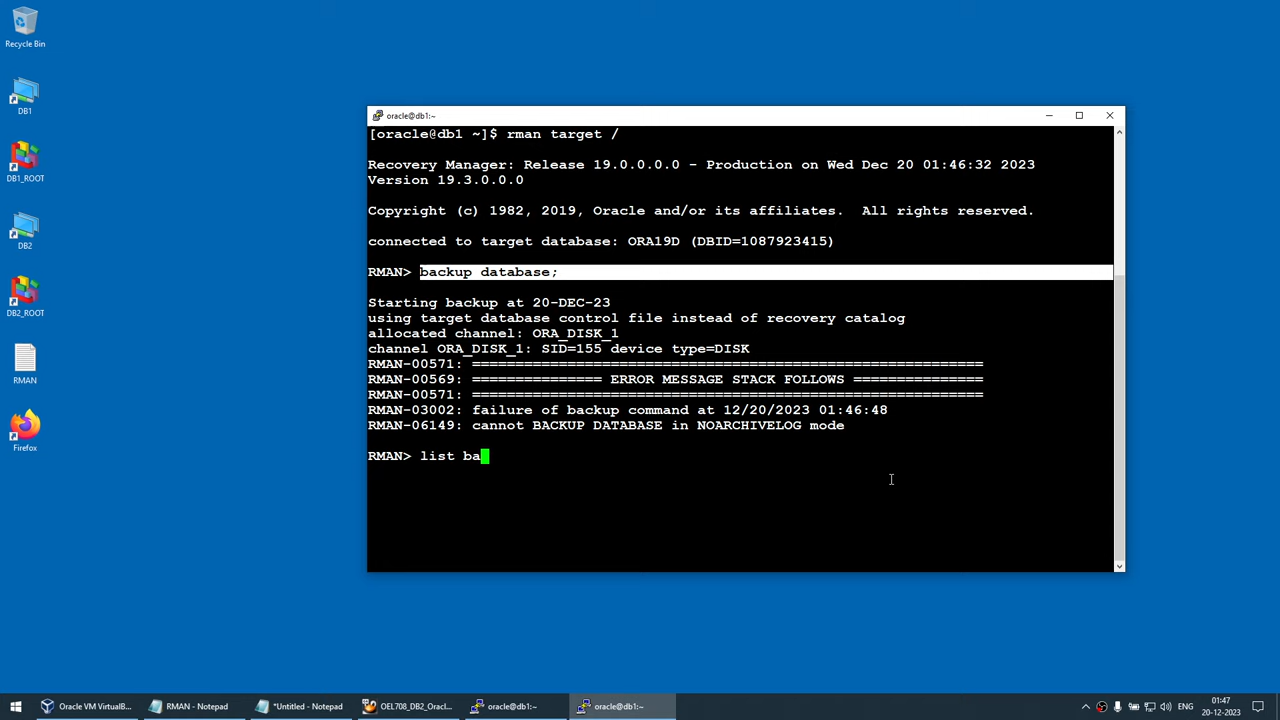 Recycle Bin
DB1
DB1_ROOT
DB2
DB2_ROOT
RMAN
Firefox
oracle@db1:~
[oracle@db1 ~]$ rman target /
Recovery Manager: Release 19.0.0.0.0 - Production on Wed Dec 20 01:46:32 2023
Version 19.3.0.0.0
Copyright (c) 1982, 2019, Oracle and/or its affiliates.  All rights reserved.
connected to target database: ORA19D (DBID=1087923415)
RMAN> backup database;
Starting backup at 20-DEC-23
using target database control file instead of recovery catalog
allocated channel: ORA_DISK_1
channel ORA_DISK_1: SID=155 device type=DISK
RMAN-00571: ===========================================================
RMAN-00569: =============== ERROR MESSAGE STACK FOLLOWS ===============
RMAN-00571: ===========================================================
RMAN-03002: failure of backup command at 12/20/2023 01:46:48
RMAN-06149: cannot BACKUP DATABASE in NOARCHIVELOG mode
RMAN> list ba
Oracle VM VirtualB...
RMAN - Notepad
*Untitled - Notepad
OEL708_DB2_Oracl...
oracle@db1:~
oracle@db1:~
ENG
01:47
20-12-2023